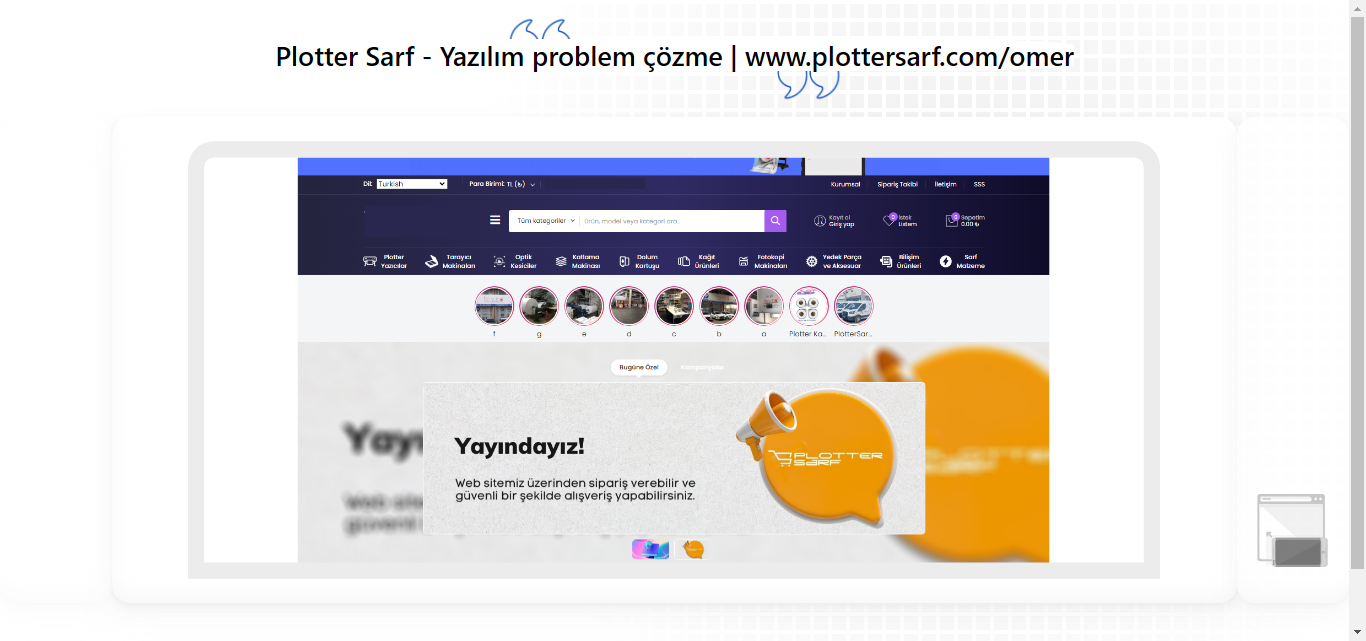 Plotter Sarf - Yazılım problem çözme | www.plottersarf.com/omer
Dil: Turkish Para Birimi: TL (₺) Kurumsal Sipariş Takibi İletişim SSS
Tüm kategoriler Ürün, model veya kategori ara..
Kayıt ol
Giriş yap
0 İstek
Listem
0 Sepetim
0.00 ₺
Plotter
Yazıcılar
Tarayıcı
Makinaları
Optik
Kesiciler
Katlama
Makinası
Dolum
Kartuşu
Kağıt
Ürünleri
Fotokopi
Makinaları
Yedek Parça
ve Aksesuar
Bilişim
Ürünleri
Sarf
Malzeme
f g e d c b a Plotter Ka... PlotterSar...
Bugüne Özel Kampanyalar
Yayındayız!
Web sitemiz üzerinden sipariş verebilir ve
güvenli bir şekilde alışveriş yapabilirsiniz.
PLOTTER
SARF